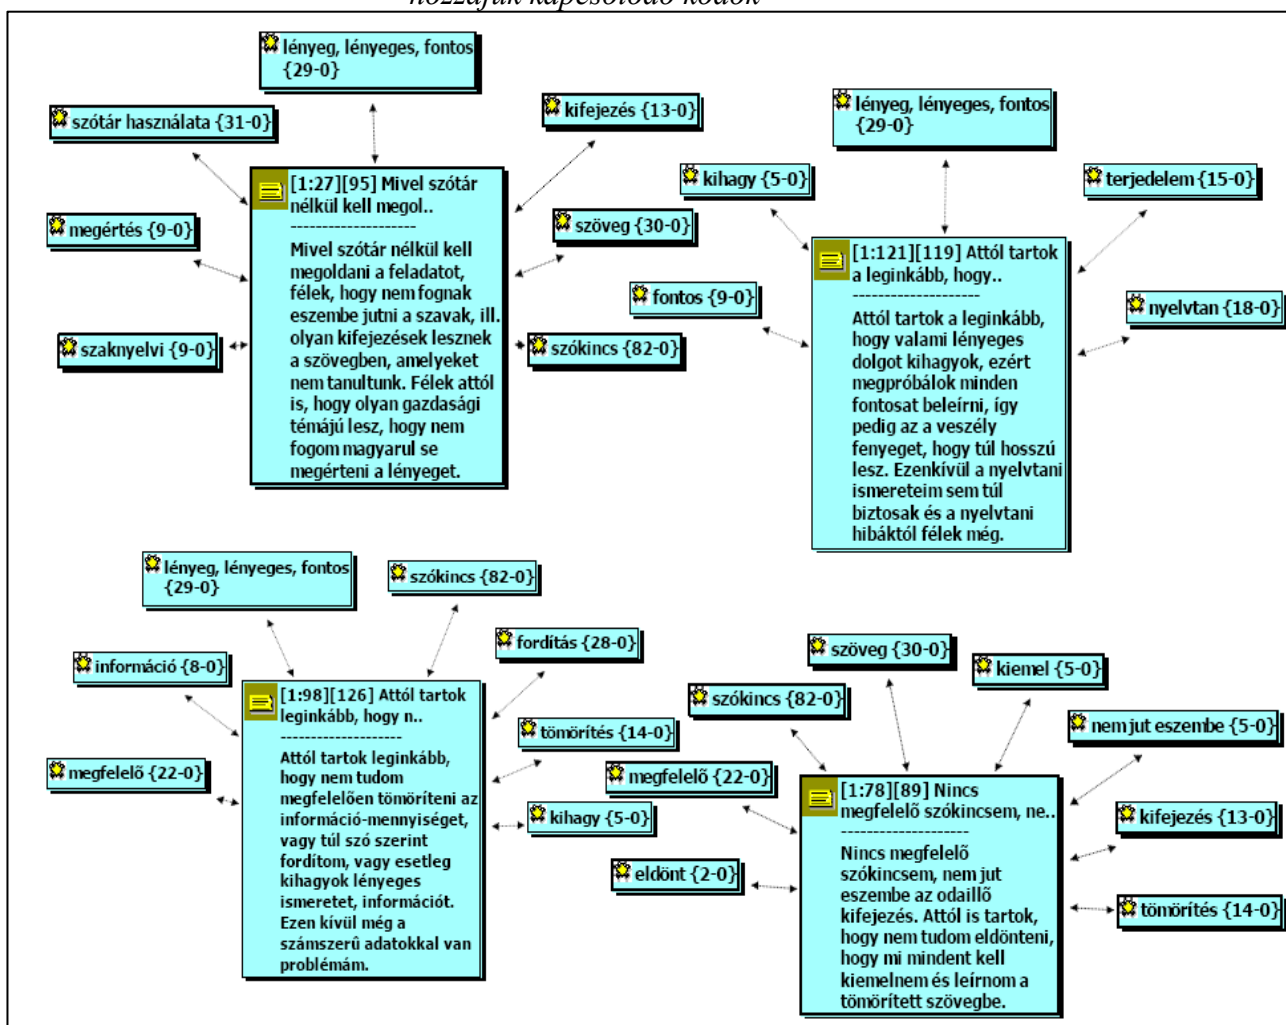 hozzájuk kapcsolódó kódok
lényeg, lényeges, fontos
{29-0}
szótár használata {31-0}
kifejezés {13-0}
megértés {9-0}
szöveg {30-0}
szaknyelvi {9-0}
szókincs {82-0}
[1:27][95] Mivel szótár
nélkül kell megol..
--------------------
Mivel szótár nélkül kell
megoldani a feladatot,
félek, hogy nem fognak
eszembe jutni a szavak, ill.
olyan kifejezések lesznek
a szövegben, amelyeket
nem tanultunk. Félek attól
is, hogy olyan gazdasági
témájú lesz, hogy nem
fogom magyarul se
megérteni a lényeget.
lényeg, lényeges, fontos
{29-0}
kihagy {5-0}
terjedelem {15-0}
fontos {9-0}
nyelvtan {18-0}
[1:121][119] Attól tartok
a leginkább, hogy..
--------------------
Attól tartok a leginkább,
hogy valami lényeges
dolgot kihagyok, ezért
megpróbálok minden
fontosat beleírni, így
pedig az a veszély
fenyeget, hogy túl hosszú
lesz. Ezenkívül a nyelvtani
ismereteim sem túl
biztosak és a nyelvtani
hibáktól félek még.
lényeg, lényeges, fontos
{29-0}
szókincs {82-0}
információ {8-0}
fordítás {28-0}
megfelelő {22-0}
tömörítés {14-0}
kihagy {5-0}
[1:98][126] Attól tartok
leginkább, hogy n..
--------------------
Attól tartok leginkább,
hogy nem tudom
megfelelően tömöríteni az
információ-mennyiséget,
vagy túl szó szerint
fordítom, vagy esetleg
kihagyok lényeges
ismeretet, információt.
Ezen kívül még a
számszerû adatokkal van
problémám.
szöveg {30-0}
kiemel {5-0}
szókincs {82-0}
nem jut eszembe {5-0}
megfelelő {22-0}
kifejezés {13-0}
eldönt {2-0}
tömörítés {14-0}
[1:78][89] Nincs
megfelelő szókincsem, ne..
--------------------
Nincs megfelelő
szókincsem, nem jut
eszembe az odaillő
kifejezés. Attól is tartok,
hogy nem tudom eldönteni,
hogy mi mindent kell
kiemelnem és leírnom a
tömörített szövegbe.